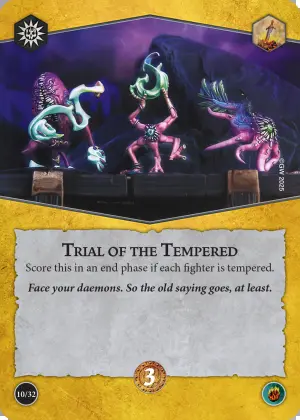 ©GW 2025
TRIAL OF THE TEMPERED
Score this in an end phase if each fighter is tempered.
Face your daemons. So the old saying goes, at least.
3
10/32